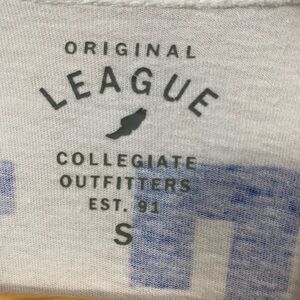 ORIGINAL
LEAGUE
COLLEGIATE
OUTFITTERS
EST. 91
S